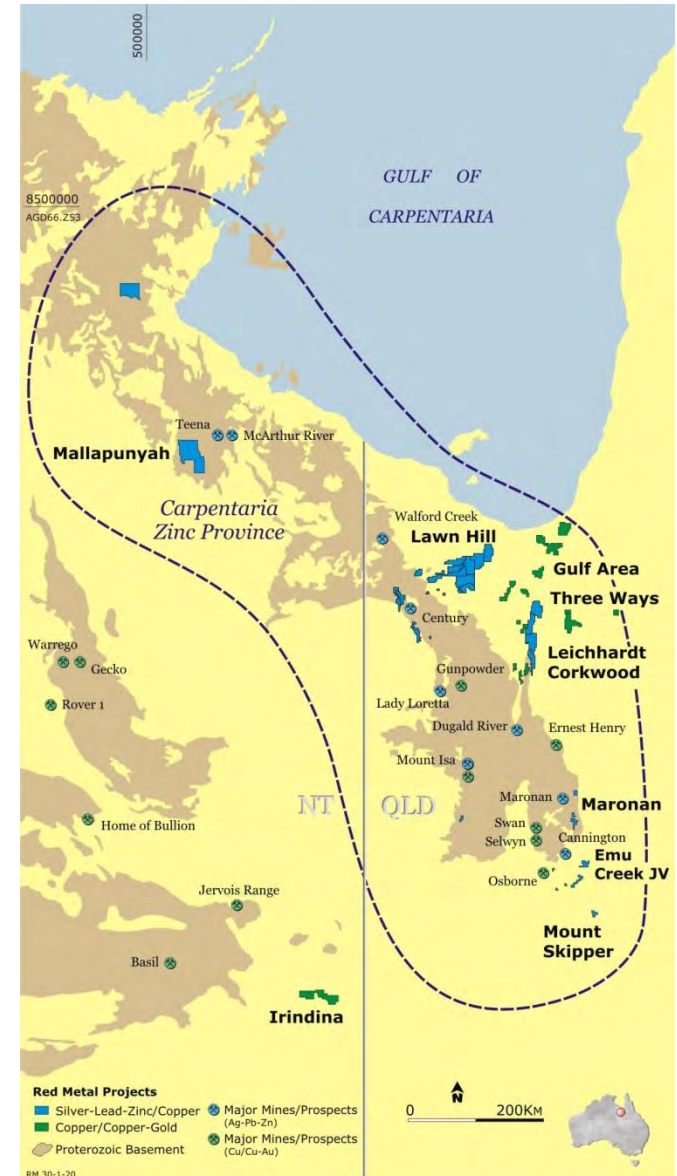 500000
GULF OF
CARPENTARIA
8500000
AGD66.ZS3
Teena
McArthur River
Mallapunyah
Carpentaria
Zinc Province
Walford Creek
Lawn Hill
Gulf Area
Three Ways
Century
Leichhardt
Corkwood
Warrego
Gecko
Gunpowder
Lady Loretta
Rover 1
Dugald River
Ernest Henry
Mount Isa
NT
QLD
Maronan
Maronan
Swan
Selwyn
Cannington
Home of Bullion
Emu
Creek JV
Osborne
Jervois Range
Mount
Skipper
Basil
Irindina
Red Metal Projects
Silver-Lead-Zinc/Copper
Copper/Copper-Gold
Proterozoic Basement
Major Mines/Prospects
(Ag-Pb-Zn)
Major Mines/Prospects
(Cu/Cu-Au)
N
0 200KM
RM 30-1-20